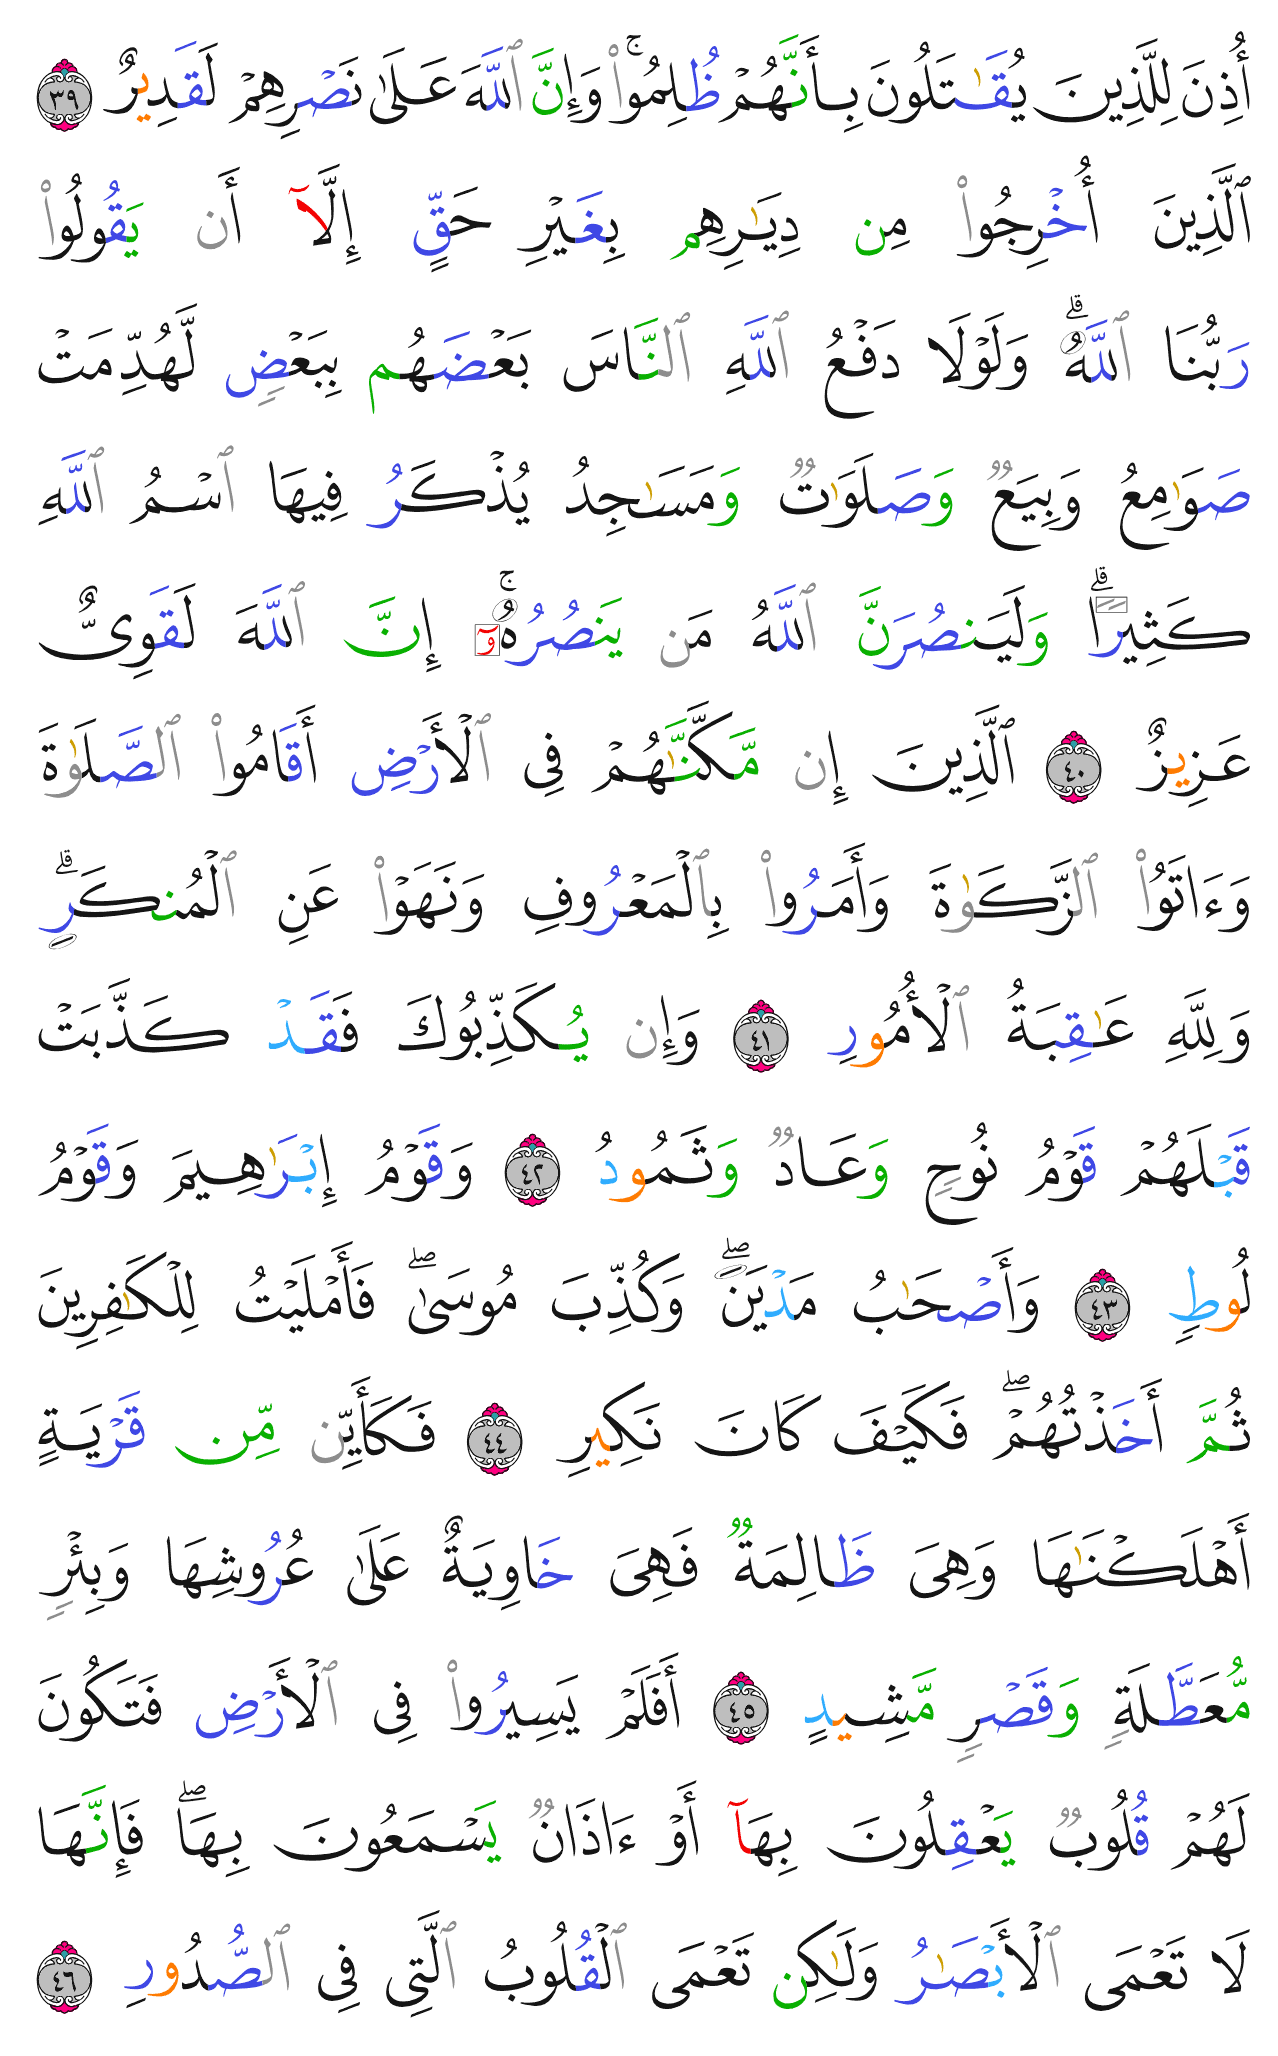 أُذِنَ لِلَّذِينَ يُقَٰتَلُونَ بِأَنَّهُمْ ظُلِمُوا۟ ۚ وَإِنَّ ٱللَّهَ عَلَىٰ نَصْرِهِمْ لَقَدِيرٌ ٣٩
ٱلَّذِينَ أُخْرِجُوا۟ مِن دِيَٰرِهِم بِغَيْرِ حَقٍّ إِلَّآ أَن يَقُولُوا۟
رَبُّنَا ٱللَّهُ ۗ وَلَوْلَا دَفْعُ ٱللَّهِ ٱلنَّاسَ بَعْضَهُم بِبَعْضٍ لَّهُدِّمَتْ
صَوَٰمِعُ وَبِيَعٌ وَصَلَوَٰتٌ وَمَسَٰجِدُ يُذْكَرُ فِيهَا ٱسْمُ ٱللَّهِ
كَثِيرًا ۗ وَلَيَنصُرَنَّ ٱللَّهُ مَن يَنصُرُهُۥٓ ۚ إِنَّ ٱللَّهَ لَقَوِىٌّ
عَزِيزٌ ٤٠ ٱلَّذِينَ إِن مَّكَّنَّٰهُمْ فِى ٱلْأَرْضِ أَقَامُوا۟ ٱلصَّلَوٰةَ
وَءَاتَوُا۟ ٱلزَّكَوٰةَ وَأَمَرُوا۟ بِٱلْمَعْرُوفِ وَنَهَوْا۟ عَنِ ٱلْمُنكَرِ ۗ
وَلِلَّهِ عَٰقِبَةُ ٱلْأُمُورِ ٤١ وَإِن يُكَذِّبُوكَ فَقَدْ كَذَّبَتْ
قَبْلَهُمْ قَوْمُ نُوحٍ وَعَادٌ وَثَمُودُ ٤٢ وَقَوْمُ إِبْرَٰهِيمَ وَقَوْمُ
لُوطٍ ٤٣ وَأَصْحَٰبُ مَدْيَنَ ۖ وَكُذِّبَ مُوسَىٰ ۖ فَأَمْلَيْتُ لِلْكَٰفِرِينَ
ثُمَّ أَخَذْتُهُمْ ۖ فَكَيْفَ كَانَ نَكِيرِ ٤٤ فَكَأَيِّن مِّن قَرْيَةٍ
أَهْلَكْنَٰهَا وَهِىَ ظَالِمَةٌ فَهِىَ خَاوِيَةٌ عَلَىٰ عُرُوشِهَا وَبِئْرٍ
مُّعَطَّلَةٍ وَقَصْرٍ مَّشِيدٍ ٤٥ أَفَلَمْ يَسِيرُوا۟ فِى ٱلْأَرْضِ فَتَكُونَ
لَهُمْ قُلُوبٌ يَعْقِلُونَ بِهَآ أَوْ ءَاذَانٌ يَسْمَعُونَ بِهَا ۖ فَإِنَّهَا
لَا تَعْمَى ٱلْأَبْصَٰرُ وَلَٰكِن تَعْمَى ٱلْقُلُوبُ ٱلَّتِى فِى ٱلصُّدُورِ ٤٦